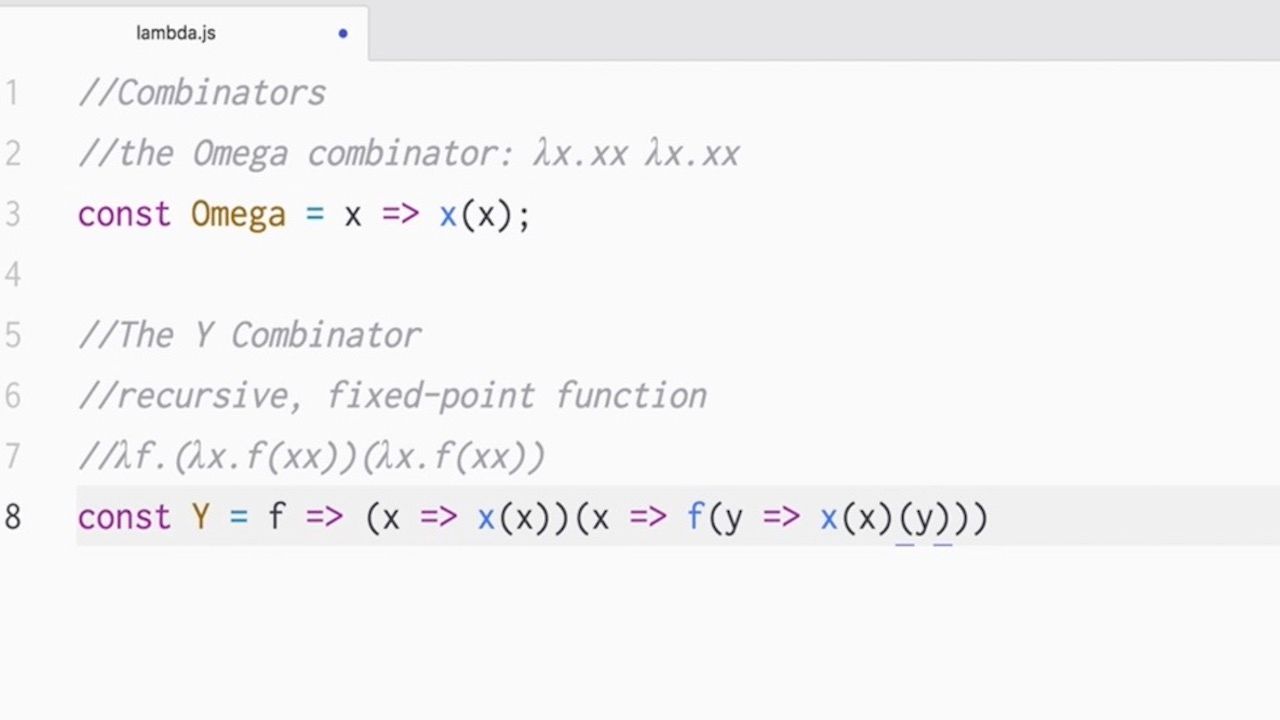 lambda.js
1 //Combinators
2 //the Omega combinator: λx.xx λx.xx
3 const Omega = x => x(x);
4
5 //The Y Combinator
6 //recursive, fixed-point function
7 //λf.(λx.f(xx))(λx.f(xx))
8 const Y = f => (x => x(x))(x => f(y => x(x)(y)))